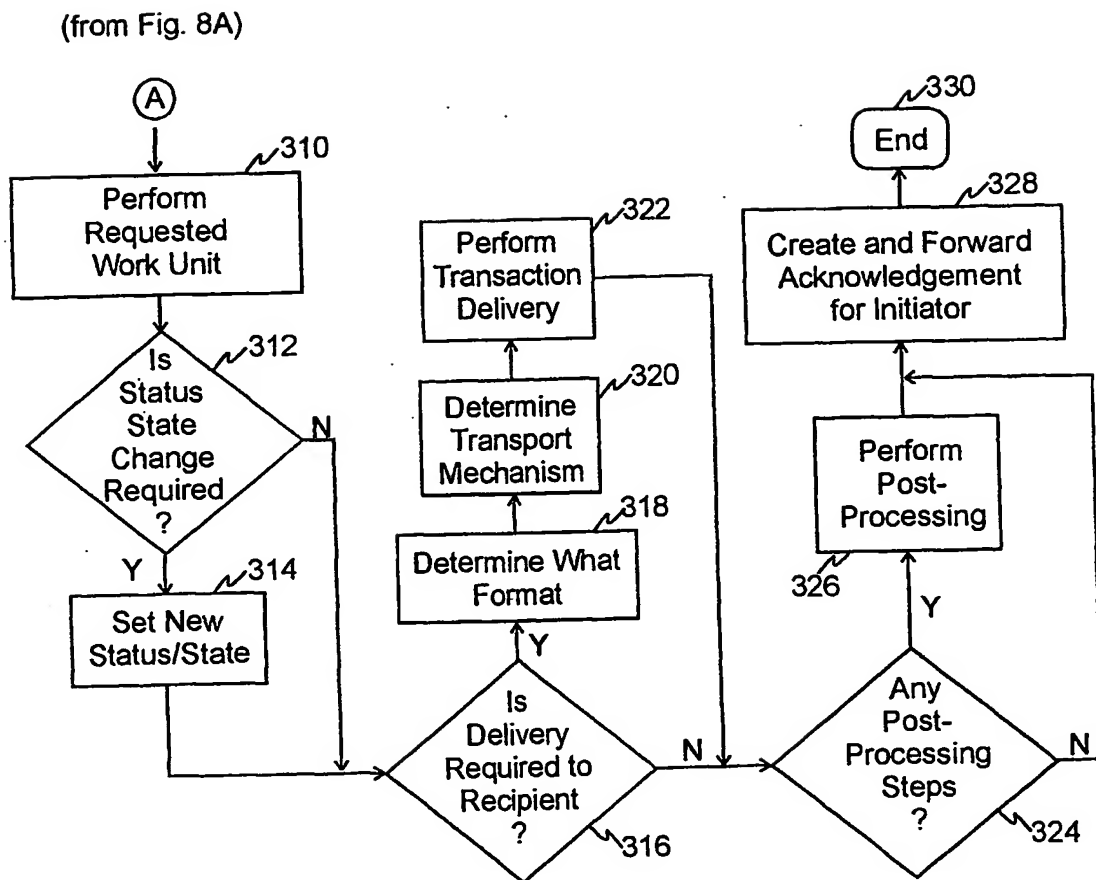 (from Fig. 8A)
A
310
Perform
Requested
Work Unit
312
Is
Status
State
Change
Required
?
N
Y
314
Set New
Status/State
322
Perform
Transaction
Delivery
320
Determine
Transport
Mechanism
318
Determine What
Format
Y
Is
Delivery
Required to
Recipient
?
N
316
330
End
328
Create and Forward
Acknowledgement
for Initiator
Perform
Post-
Processing
326
Y
Any
Post-
Processing
Steps
?
N
324